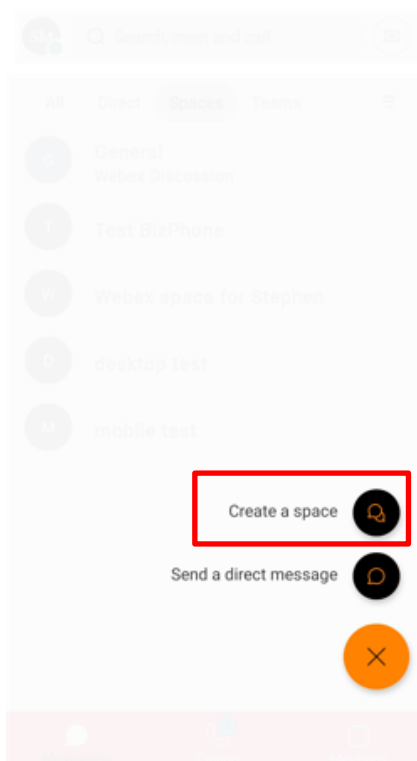 Search, meet and call
All Direct Spaces Teams
General
Webex Discussion
Test BizPhone
Webex space for Stephen
desktop test
mobile test
Create a space
Send a direct message